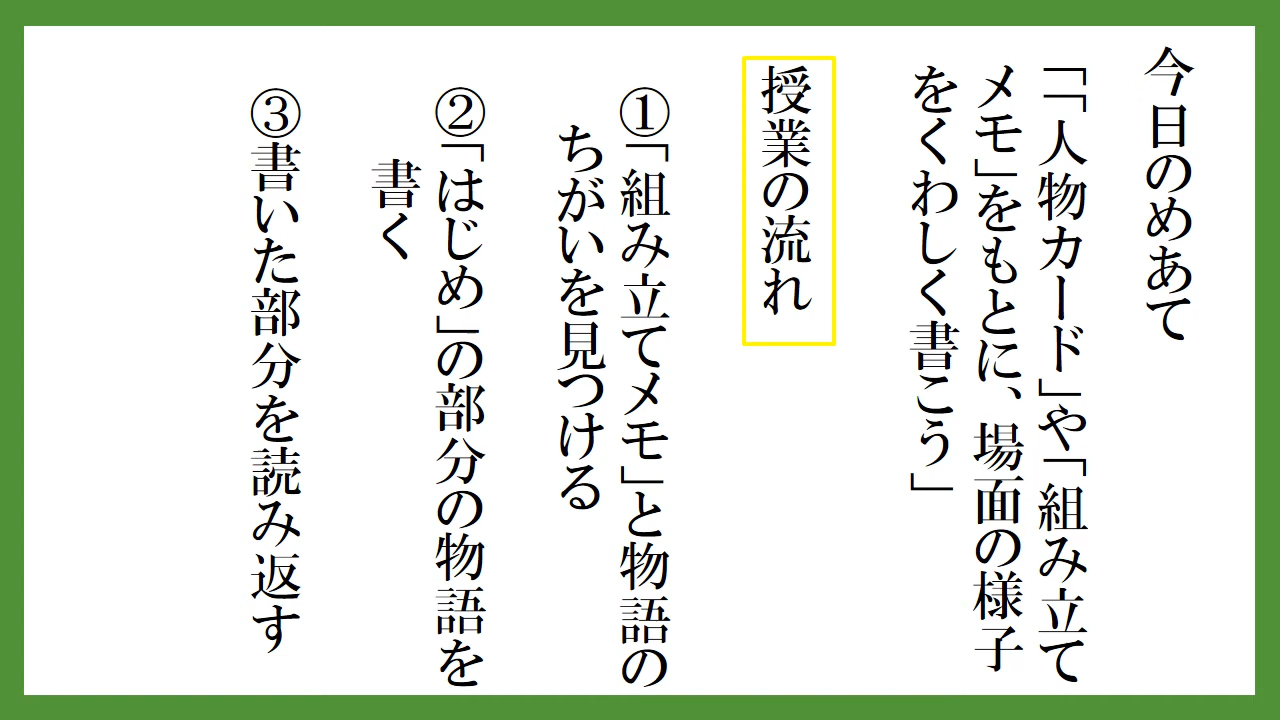 今日のめあて
「「人物カード」や「組み立て
メモ」をもとに、場面の様子
をくわしく書こう」
授業の流れ
①「組み立てメモ」と物語の
ちがいを見つける
②「はじめ」の部分の物語を
書く
③書いた部分を読み返す